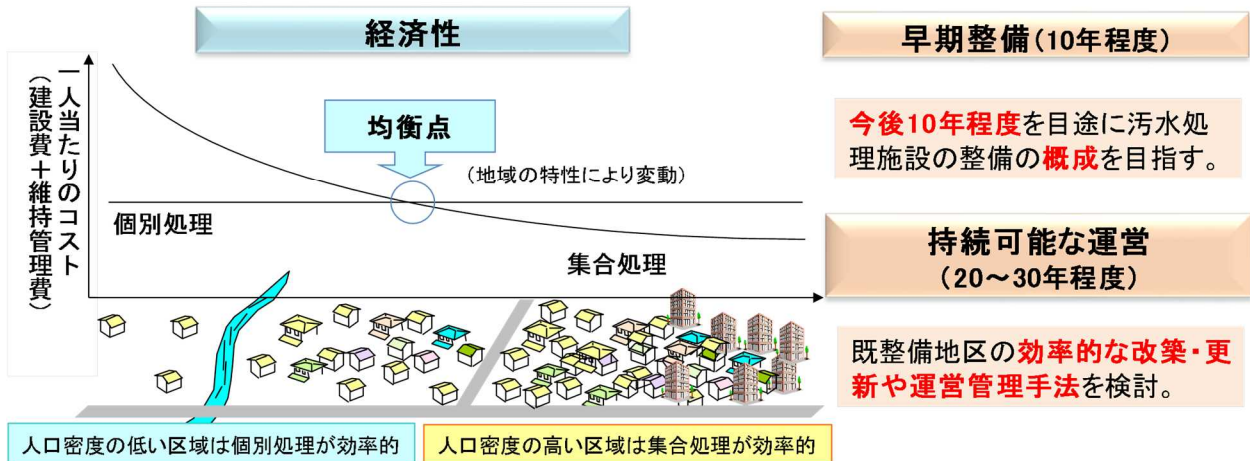 経済性
一人当たりのコスト
(建設費＋維持管理費)
均衡点
(地域の特性により変動)
個別処理
集合処理
人口密度の低い区域は個別処理が効率的
人口密度の高い区域は集合処理が効率的
早期整備(10年程度)
今後10年程度を目途に汚水処
理施設の整備の概成を目指す。
持続可能な運営
(20～30年程度)
既整備地区の効率的な改築・更
新や運営管理手法を検討。